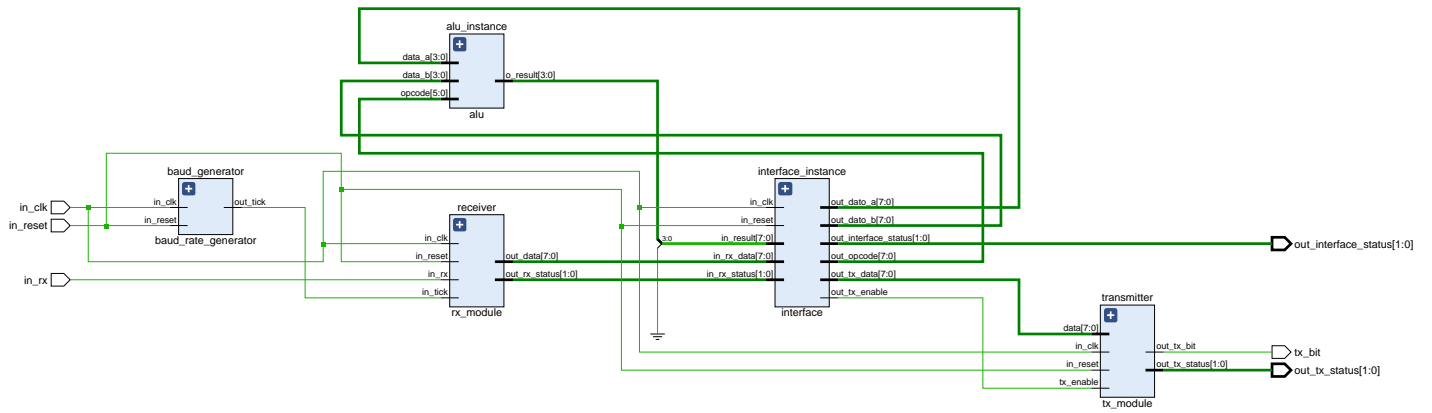 alu_instance
data_a[3:0]
data_b[3:0]
opcode[5:0]
o_result[3:0]
alu
baud_generator
in_clk
in_reset
out_tick
baud_rate_generator
in_clk
in_reset
in_rx
receiver
in_clk
in_reset
in_rx
in_tick
out_data[7:0]
out_rx_status[1:0]
rx_module
3:0
interface_instance
in_clk
in_reset
in_result[7:0]
in_rx_data[7:0]
in_rx_status[1:0]
out_dato_a[7:0]
out_dato_b[7:0]
out_interface_status[1:0]
out_opcode[7:0]
out_tx_data[7:0]
out_tx_enable
interface
out_interface_status[1:0]
transmitter
data[7:0]
in_clk
in_reset
tx_enable
out_tx_bit
out_tx_status[1:0]
tx_module
tx_bit
out_tx_status[1:0]